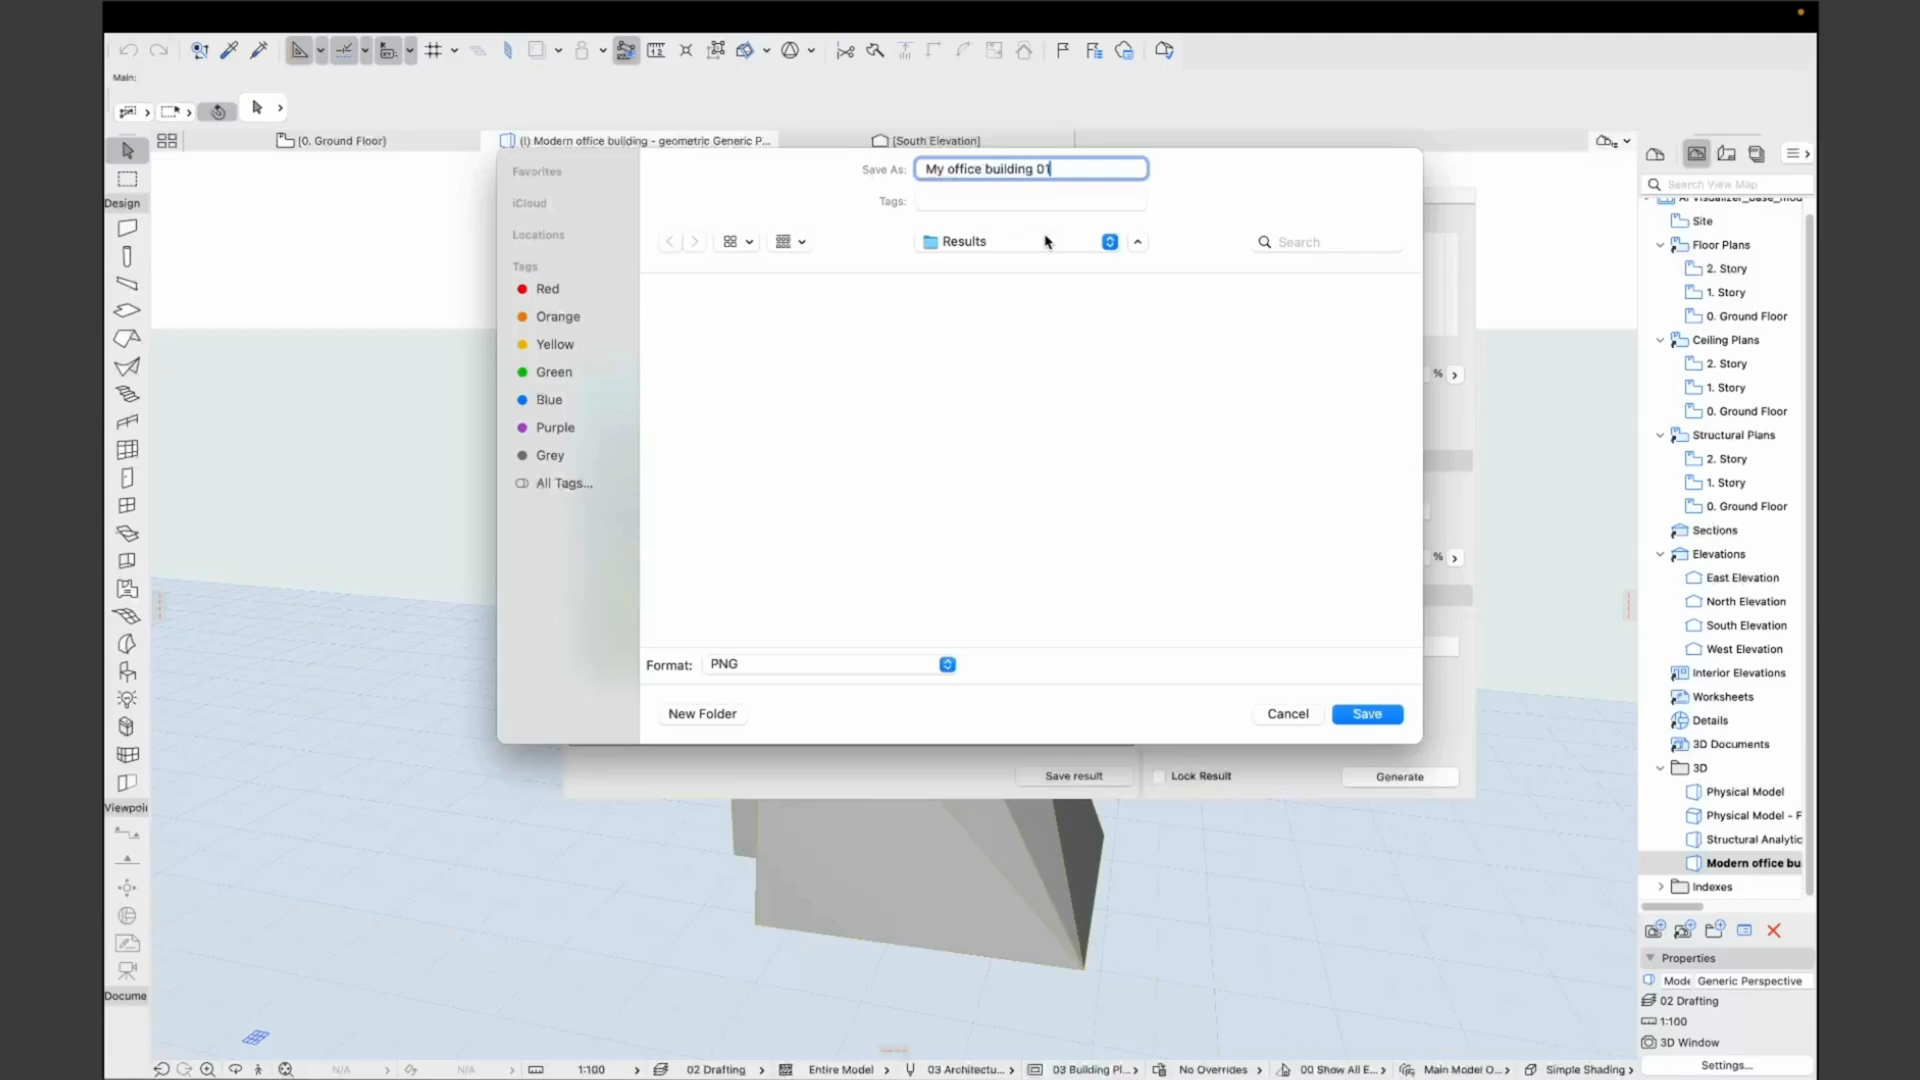 Main:
[0. Ground Floor]
(!) Modern office building - geometric Generic P...
[South Elevation]
Design
Viewpoi
Docume
Favorites
iCloud
Locations
Tags
Red
Orange
Yellow
Green
Blue
Purple
Grey
All Tags...
Save As: My office building 01
Tags:
Results
Search
Format: PNG
New Folder
Cancel
Save
%
%
Save result
Lock Result
Generate
Search View Map
Site
Floor Plans
2. Story
1. Story
0. Ground Floor
Ceiling Plans
2. Story
1. Story
0. Ground Floor
Structural Plans
2. Story
1. Story
0. Ground Floor
Sections
Elevations
East Elevation
North Elevation
South Elevation
West Elevation
Interior Elevations
Worksheets
Details
3D Documents
3D
Physical Model
Physical Model - F
Structural Analytic
Modern office bu
Indexes
Properties
Mode Generic Perspective
02 Drafting
1:100
3D Window
Settings...
N/A
N/A
1:100
02 Drafting
Entire Model
03 Architectu...
03 Building Pl...
No Overrides
00 Show All E...
Main Model O...
Simple Shading